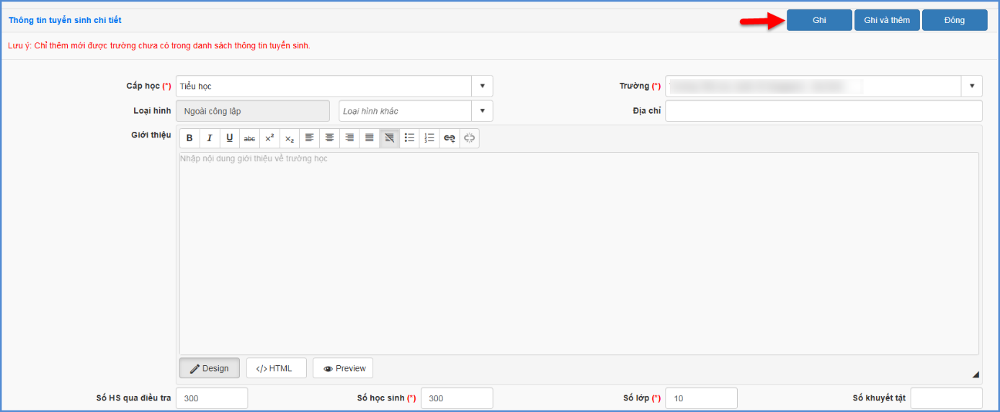 Thông tin tuyển sinh chi tiết Ghi Ghi và thêm Đóng
Lưu ý: Chỉ thêm mới được trường chưa có trong danh sách thông tin tuyển sinh.
Cấp học (*) Tiểu học Trường (*)
Loại hình Ngoài công lập Loại hình khác Địa chỉ
Giới thiệu B I U abc x² x₂
Nhập nội dung giới thiệu về trường học
Design </> HTML Preview
Số HS qua điều tra 300 Số học sinh (*) 300 Số lớp (*) 10 Số khuyết tật